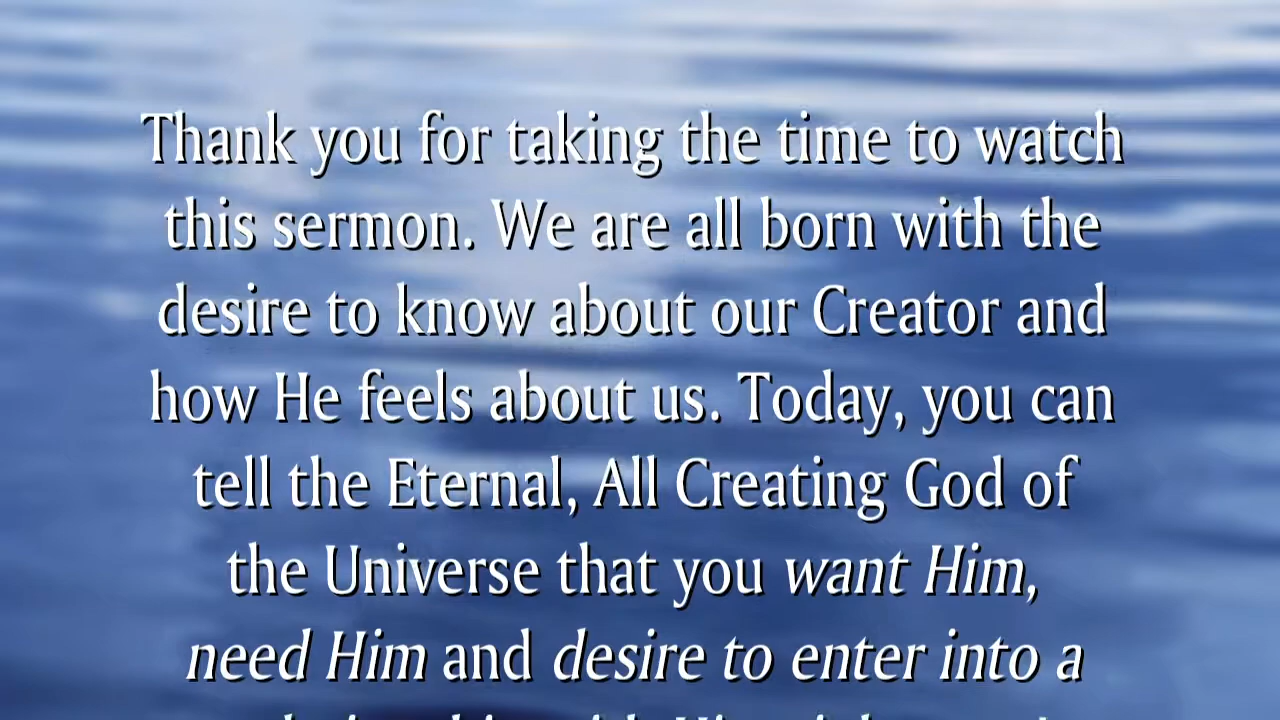 Thank you for taking the time to watch
this sermon. We are all born with the
desire to know about our Creator and
how He feels about us. Today, you can
tell the Eternal, All Creating God of
the Universe that you want Him,
need Him and desire to enter into a